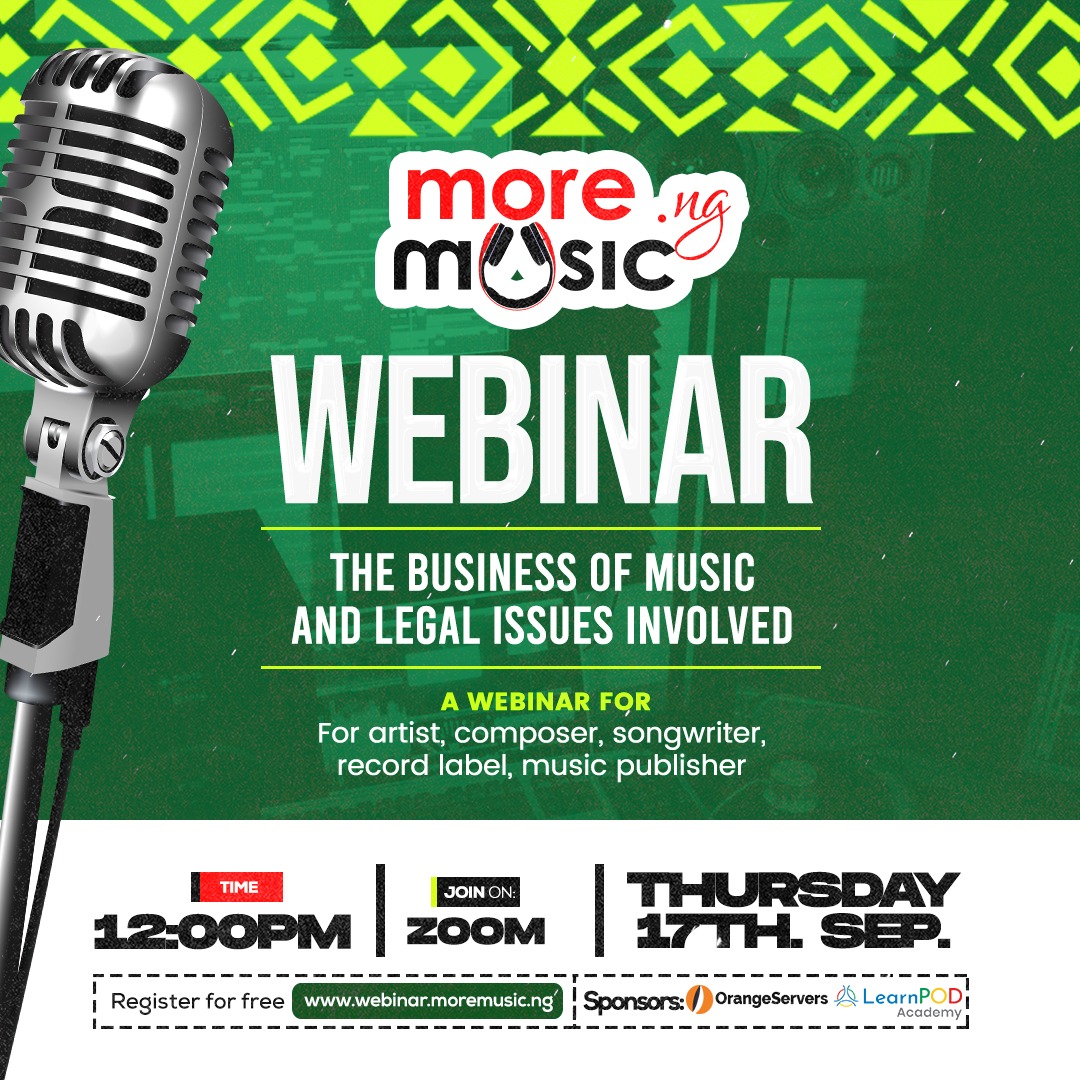 more .ng
music
WEBINAR
THE BUSINESS OF MUSIC
AND LEGAL ISSUES INVOLVED
A WEBINAR FOR
For artist, composer, songwriter,
record label, music publisher
TIME
12:00PM
JOIN ON:
ZOOM
THURSDAY
17TH. SEP.
Register for free www.webinar.moremusic.ng
Sponsors: OrangeServers LearnPOD
Academy